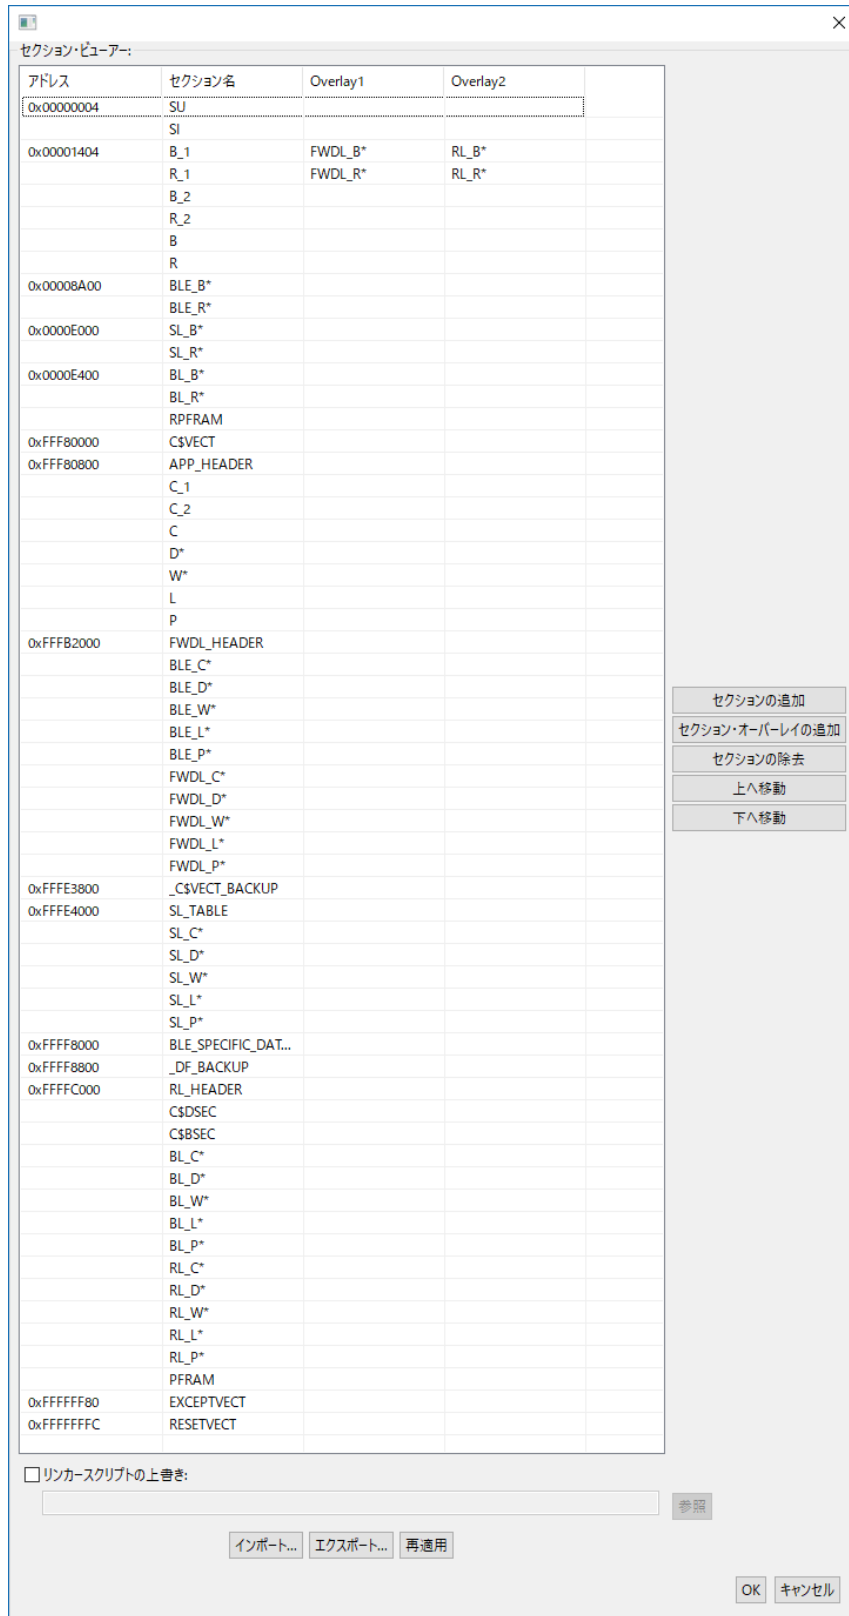 セクション・ビューアー:
アドレス セクション名 Overlay1 Overlay2
0x00000004 SU
SI
0x00001404 B_1 FWDL_B* RL_B*
R_1 FWDL_R* RL_R*
B_2
R_2
B
R
0x00008A00 BLE_B*
BLE_R*
0x0000E000 SL_B*
SL_R*
0x0000E400 BL_B*
BL_R*
RPFRAM
0xFFF80000 C$VECT
0xFFF80800 APP_HEADER
C_1
C_2
C
D*
W*
L
P
0xFFFB2000 FWDL_HEADER
BLE_C*
BLE_D*
BLE_W*
BLE_L*
BLE_P*
FWDL_C*
FWDL_D*
FWDL_W*
FWDL_L*
FWDL_P*
0xFFFE3800 _C$VECT_BACKUP
0xFFFE4000 SL_TABLE
SL_C*
SL_D*
SL_W*
SL_L*
SL_P*
0xFFFF8000 BLE_SPECIFIC_DAT...
0xFFFF8800 _DF_BACKUP
0xFFFFC000 RL_HEADER
C$DSEC
C$BSEC
BL_C*
BL_D*
BL_W*
BL_L*
BL_P*
RL_C*
RL_D*
RL_W*
RL_L*
RL_P*
PFRAM
0xFFFFFF80 EXCEPTVECT
0xFFFFFFFC RESETVECT
セクションの追加
セクション・オーバーレイの追加
セクションの除去
上へ移動
下へ移動
リンカースクリプトの上書き:
参照
インポート... エクスポート... 再適用
OK キャンセル